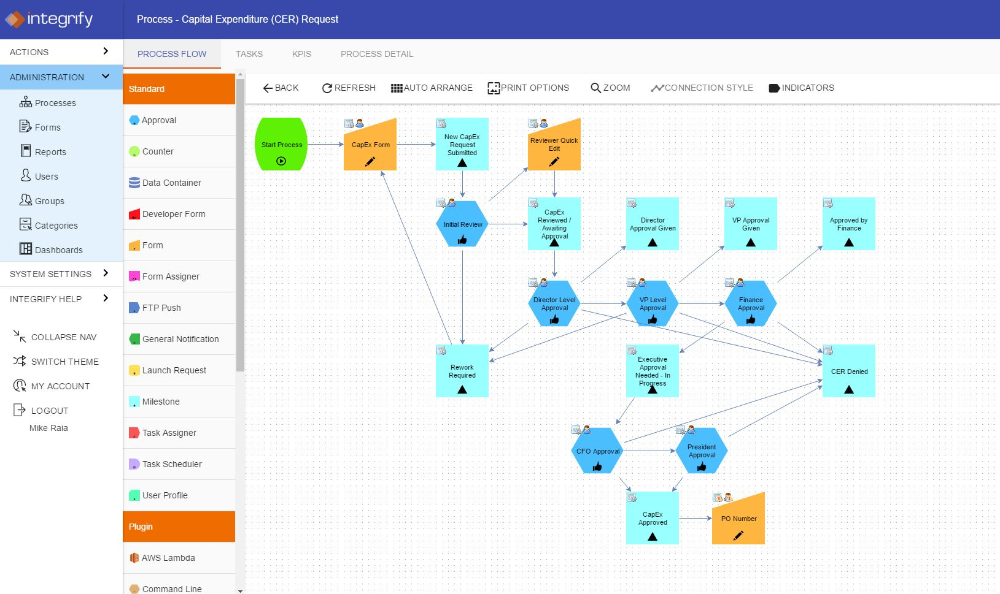 integrify
Process - Capital Expenditure (CER) Request
ACTIONS
ADMINISTRATION
Processes
Forms
Reports
Users
Groups
Categories
Dashboards
SYSTEM SETTINGS
INTEGRIFY HELP
COLLAPSE NAV
SWITCH THEME
MY ACCOUNT
LOGOUT
Mike Raia
PROCESS FLOW
TASKS
KPIS
PROCESS DETAIL
Standard
Approval
Counter
Data Container
Developer Form
Form
Form Assigner
FTP Push
General Notification
Launch Request
Milestone
Task Assigner
Task Scheduler
User Profile
Plugin
AWS Lambda
Command Line
BACK
REFRESH
AUTO ARRANGE
PRINT OPTIONS
ZOOM
CONNECTION STYLE
INDICATORS
Start Process
CapEx Form
New CapEx
Request
Submitted
Reviewer Quick
Edit
Initial Review
CapEx
Reviewed /
Awaiting
Approval
Director
Approval Given
VP Approval
Given
Approved by
Finance
Director Level
Approval
VP Level
Approval
Finance
Approval
Rework
Required
Executive
Approval
Needed - In
Progress
CER Denied
CFO Approval
President
Approval
CapEx
Approved
PO Number